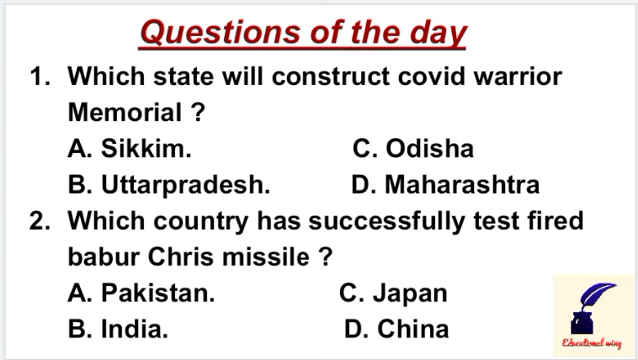 Questions of the day
1. Which state will construct covid warrior
Memorial ?
A. Sikkim. C. Odisha
B. Uttarpradesh. D. Maharashtra
2. Which country has successfully test fired
babur Chris missile ?
A. Pakistan. C. Japan
B. India. D. China
Educational wing